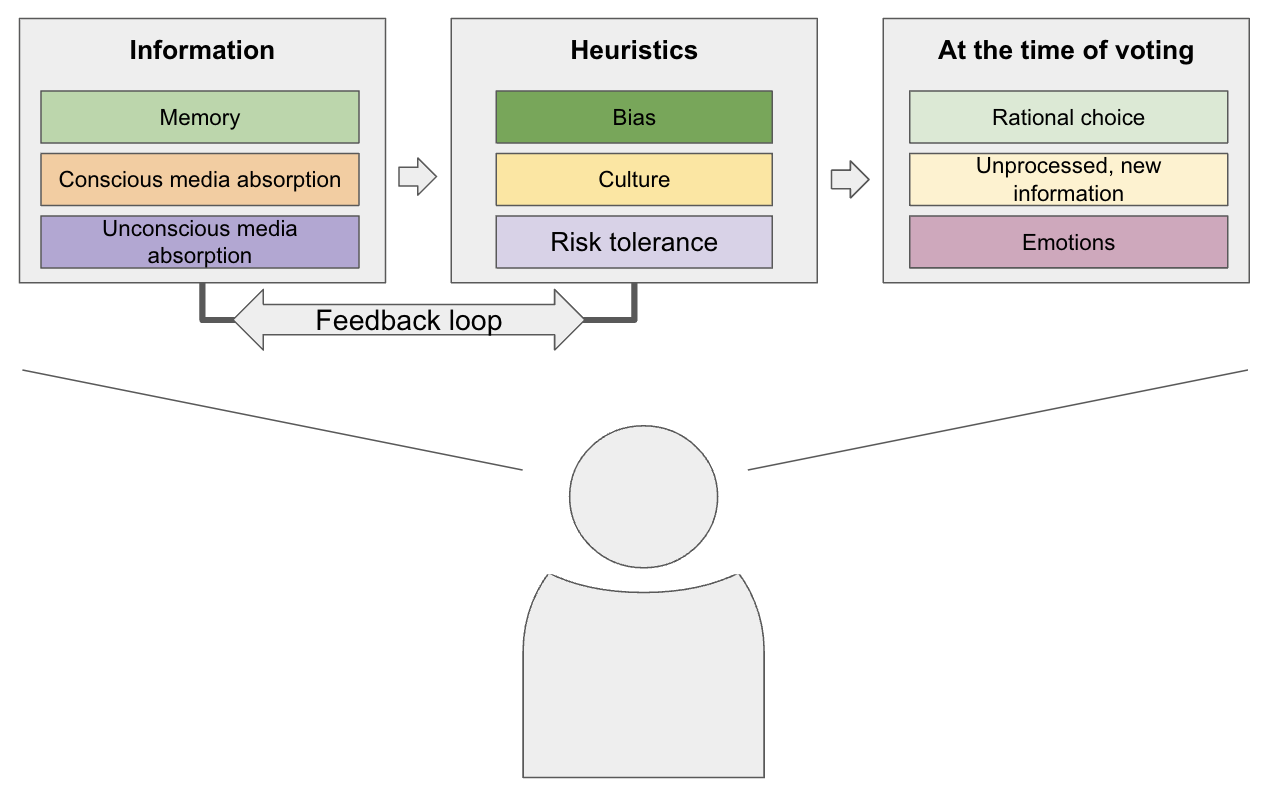 Information
Memory
Conscious media absorption
Unconscious media
absorption
Heuristics
Bias
Culture
Risk tolerance
At the time of voting
Rational choice
Unprocessed, new
information
Emotions
Feedback loop